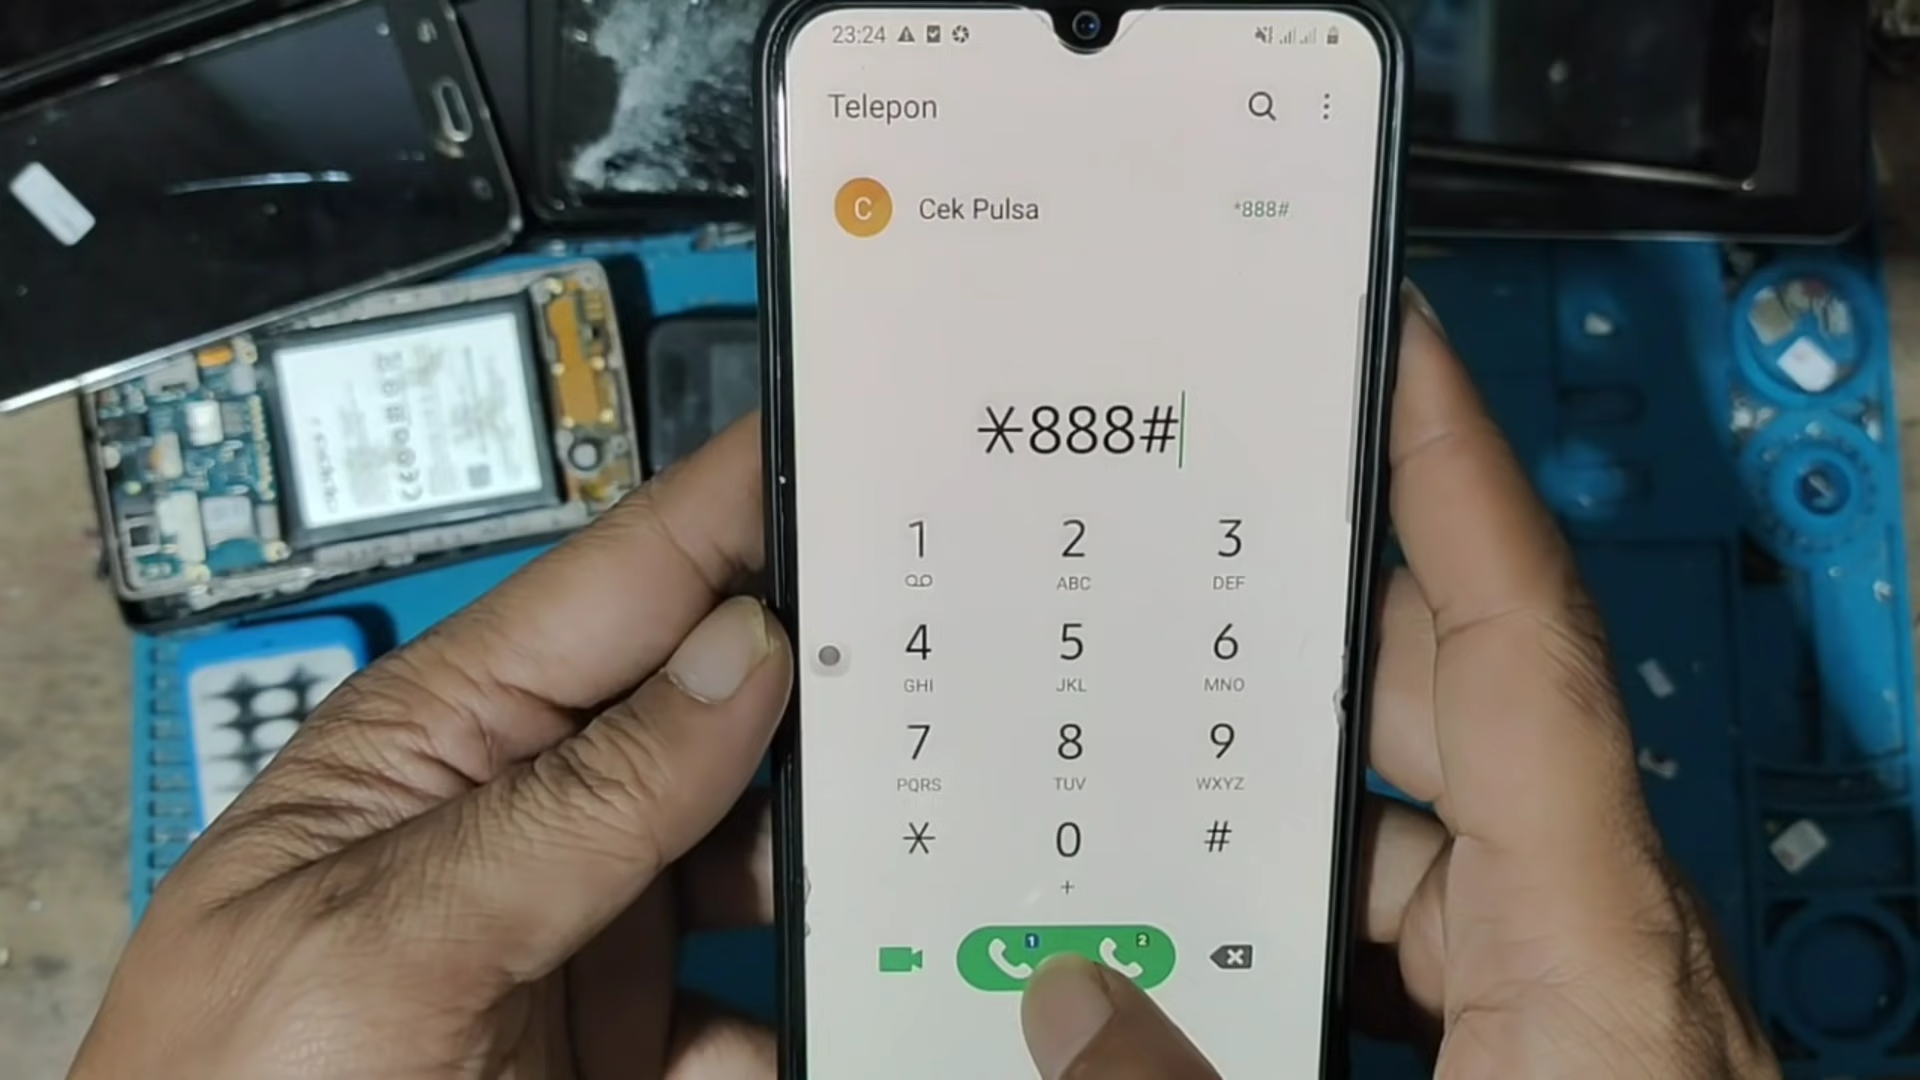 23:24
Telepon
C Cek Pulsa *888#
*888#
1 2 3
ABC DEF
4 5 6
GHI JKL MNO
7 8 9
PQRS TUV WXYZ
* 0 #
+
1 2